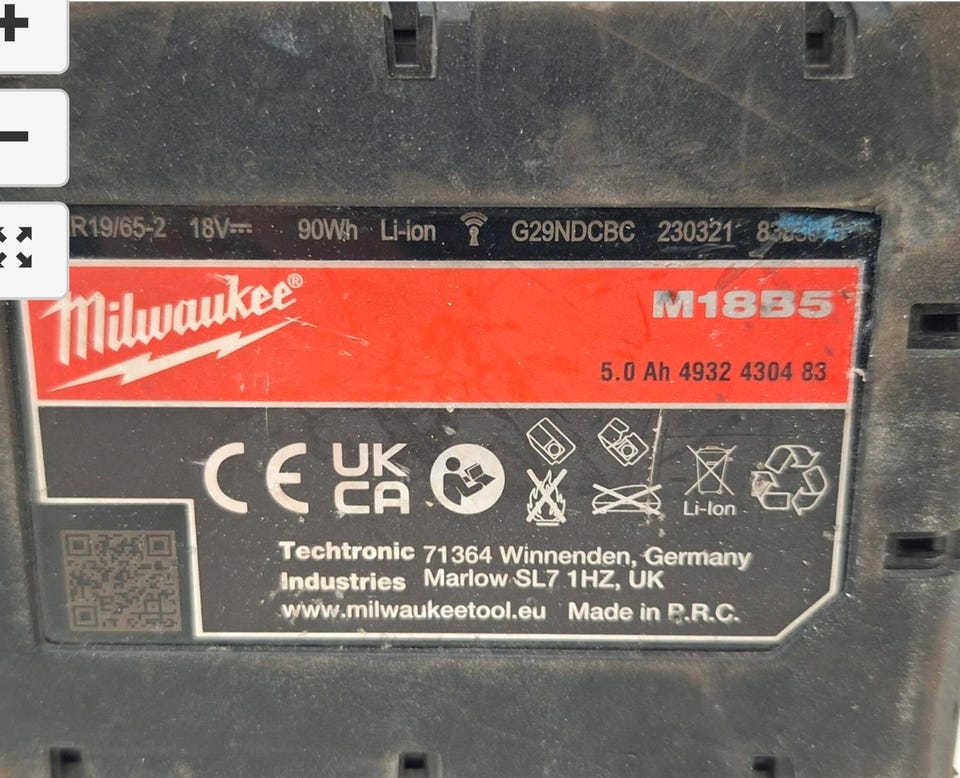 R19/65-2 18V⎓ 90Wh Li-ion G29NDCBC 230321
Milwaukee®
M18B5
5.0 Ah 4932 4304 83
CE UK
CA
Li-Ion
Techtronic 71364 Winnenden, Germany
Industries Marlow SL7 1HZ, UK
www.milwaukeetool.eu Made in P.R.C.